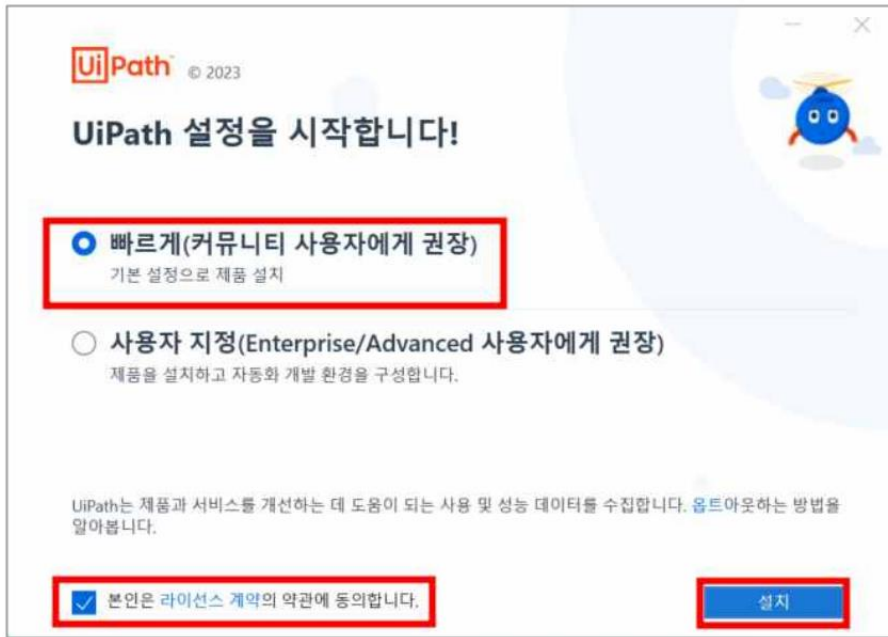 UiPath © 2023
UiPath 설정을 시작합니다!
빠르게(커뮤니티 사용자에게 권장)
기본 설정으로 제품 설치
사용자 지정(Enterprise/Advanced 사용자에게 권장)
제품을 설치하고 자동화 개발 환경을 구성합니다.
UiPath는 제품과 서비스를 개선하는 데 도움이 되는 사용 및 성능 데이터를 수집합니다. 옵트아웃하는 방법을
알아봅니다.
본인은 라이선스 계약의 약관에 동의합니다.
설치